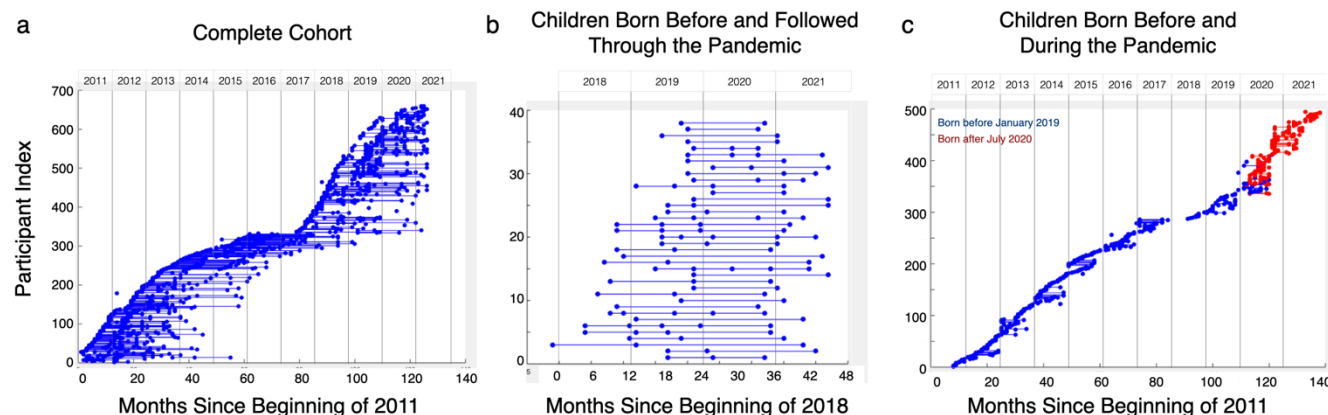 a
Complete Cohort
2011 2012 2013 2014 2015 2016 2017 2018 2019 2020 2021
700
600
500
400
300
200
100
0
Participant Index
0 20 40 60 80 100 120 140
Months Since Beginning of 2011
b
Children Born Before and Followed
Through the Pandemic
2018 2019 2020 2021
40
30
20
10
0
0 6 12 18 24 30 36 42 48
Months Since Beginning of 2018
c
Children Born Before and
During the Pandemic
2011 2012 2013 2014 2015 2016 2017 2018 2019 2020 2021
500
400
300
200
100
0
Born before January 2019
Born after July 2020
0 20 40 60 80 100 120 140
Months Since Beginning of 2011